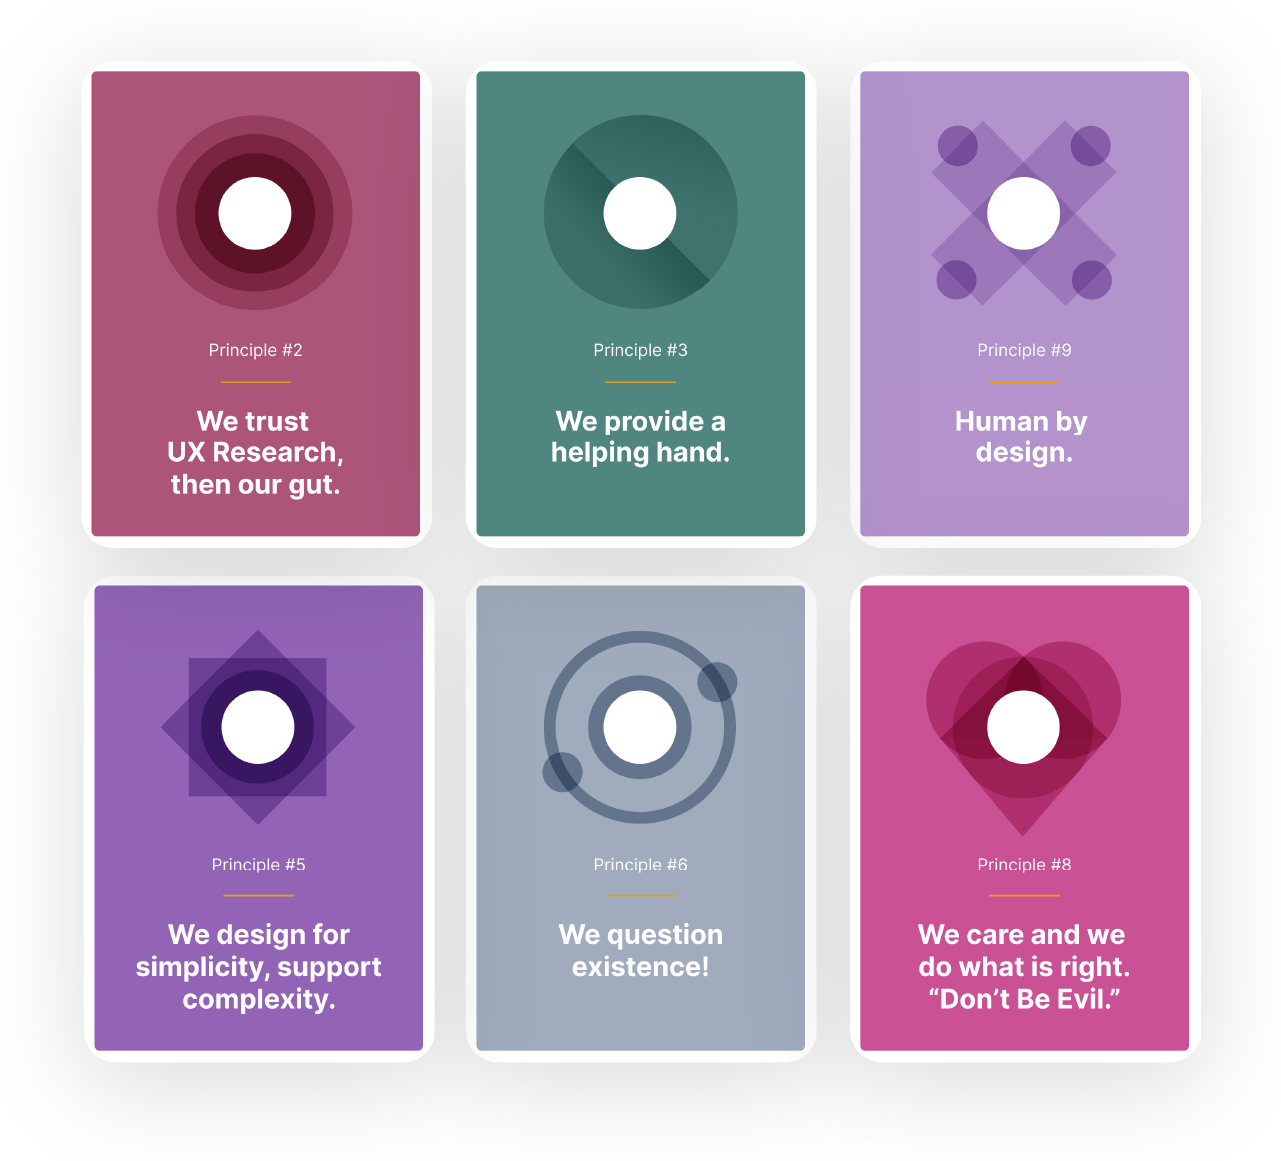 Principle #2
We trust
UX Research,
then our gut.
Principle #3
We provide a
helping hand.
Principle #9
Human by
design.
Principle #5
We design for
simplicity, support
complexity.
Principle #6
We question
existence!
Principle #8
We care and we
do what is right.
“Don’t Be Evil.”